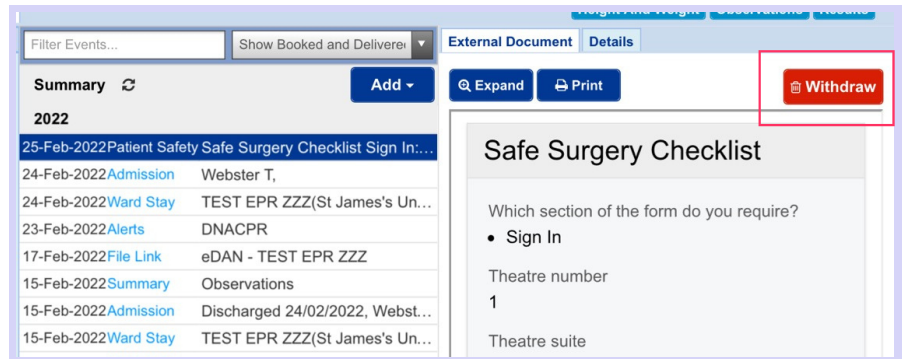 Height And Weight Observations Results
Filter Events...
Show Booked and Delivere
External Document Details
Summary
Add
Expand
Print
Withdraw
2022
25-Feb-2022 Patient Safety Safe Surgery Checklist Sign In:...
24-Feb-2022 Admission Webster T,
24-Feb-2022 Ward Stay TEST EPR ZZZ(St James's Un...
23-Feb-2022 Alerts DNACPR
17-Feb-2022 File Link eDAN - TEST EPR ZZZ
15-Feb-2022 Summary Observations
15-Feb-2022 Admission Discharged 24/02/2022, Webst...
15-Feb-2022 Ward Stay TEST EPR ZZZ(St James's Un...
Safe Surgery Checklist
Which section of the form do you require?
• Sign In
Theatre number
1
Theatre suite